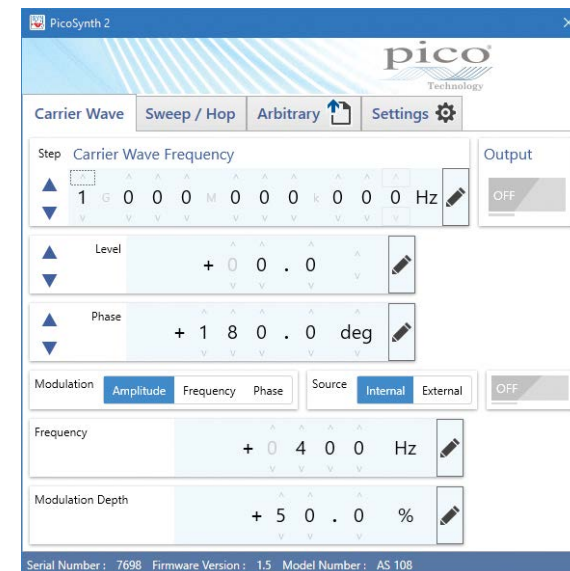 PicoSynth 2
pico
Technology
Carrier Wave Sweep / Hop Arbitrary Settings
Step Carrier Wave Frequency Output
1 G 0 0 0 M 0 0 0 k 0 0 0 Hz OFF
Level
+ 0 0 . 0
Phase
+ 1 8 0 . 0 deg
Modulation Amplitude Frequency Phase Source Internal External OFF
Frequency
+ 0 4 0 0 Hz
Modulation Depth
+ 5 0 . 0 %
Serial Number : 7698 Firmware Version : 1.5 Model Number : AS 108